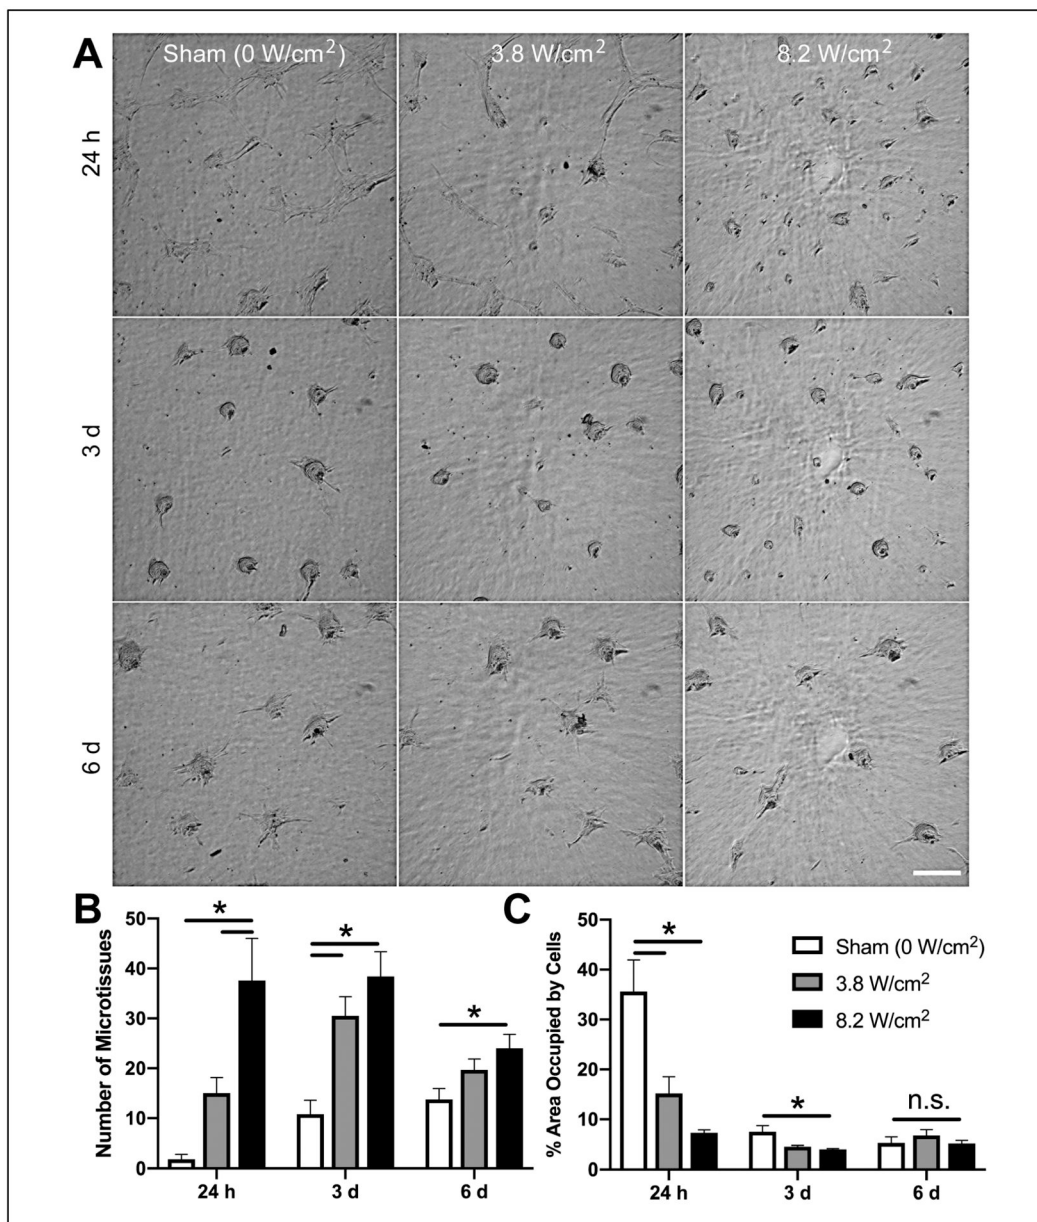 A
Sham (0 W/cm²) 3.8 W/cm² 8.2 W/cm²
24 h
3 d
6 d
B
Number of Microtissues
50
40
30
20
10
0
*
*
*
24 h 3 d 6 d
C
% Area Occupied by Cells
50
40
30
20
10
0
*
*
n.s.
24 h 3 d 6 d
Sham (0 W/cm²)
3.8 W/cm²
8.2 W/cm²